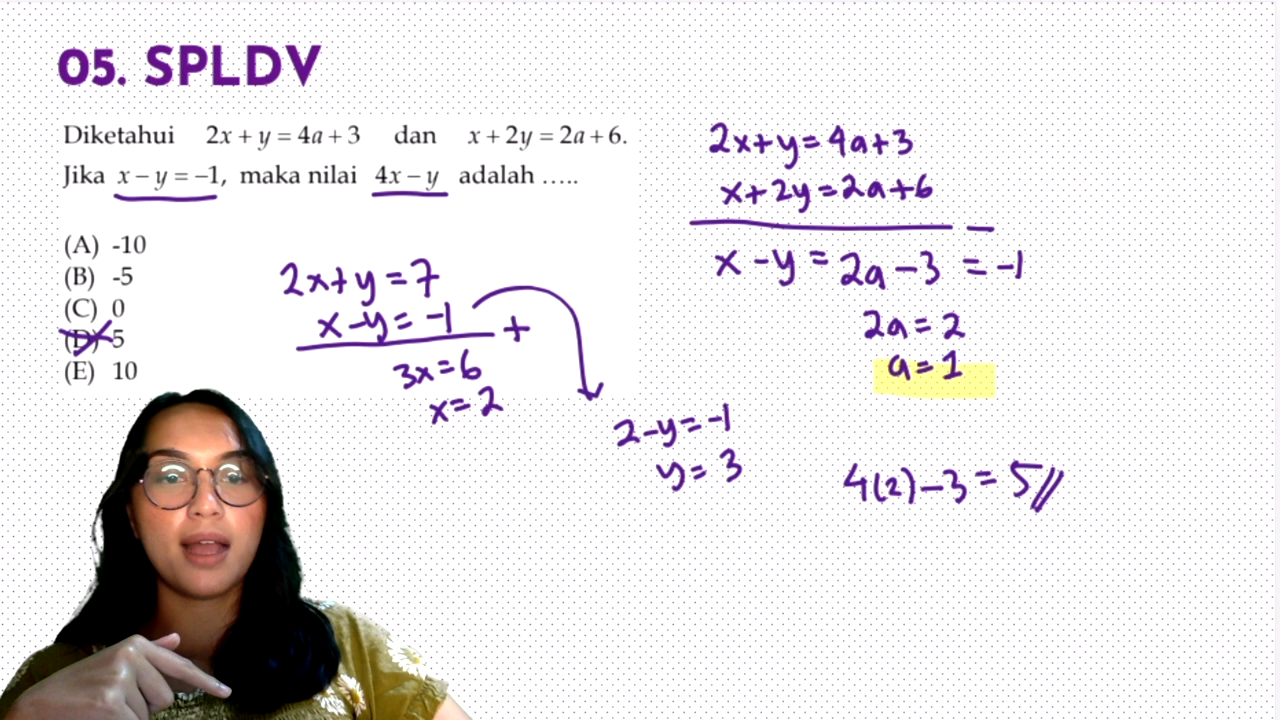 05. SPLDV
Diketahui 2x + y = 4a + 3 dan x + 2y = 2a + 6.
Jika x − y = −1, maka nilai 4x − y adalah .....
(A) -10
(B) -5
(C) 0
(D) 5
(E) 10
2x+y=7
x-y=-1
+
3x=6
x=2
2-y=-1
y=3
2x+y=4a+3
x+2y=2a+6
−
x-y=2a-3=-1
2a=2
a=1
4(2)-3=5//